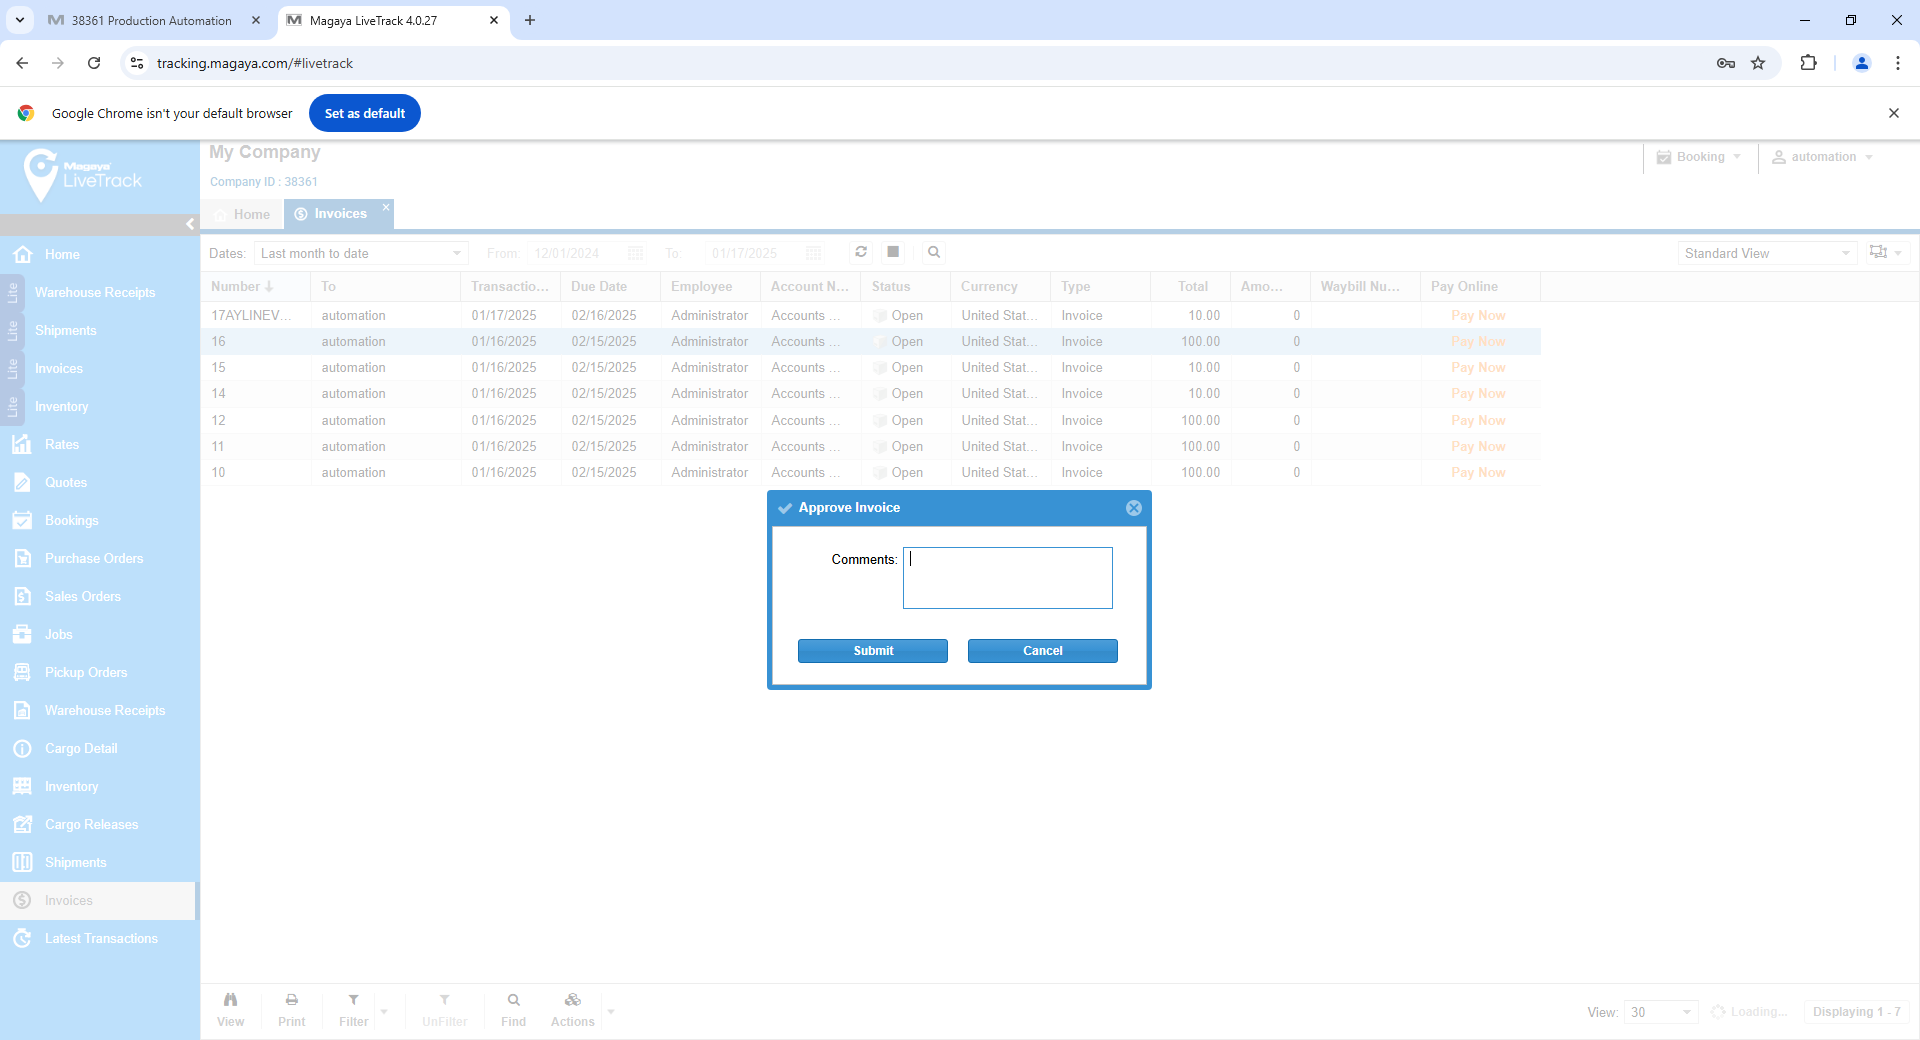 38361 Production Automation
Magaya LiveTrack 4.0.27
tracking.magaya.com/#livetrack
Google Chrome isn't your default browser
Set as default
Magaya
LiveTrack
My Company
Company ID : 38361
Booking
automation
Home
Invoices
Dates:
Last month to date
From:
12/01/2024
To:
01/17/2025
Standard View
Number
To
Transactio...
Due Date
Employee
Account N...
Status
Currency
Type
Total
Amo...
Waybill Nu...
Pay Online
17AYLINEV... automation 01/17/2025 02/16/2025 Administrator Accounts ... Open United Stat... Invoice 10.00 0 Pay Now
16 automation 01/16/2025 02/15/2025 Administrator Accounts ... Open United Stat... Invoice 100.00 0 Pay Now
15 automation 01/16/2025 02/15/2025 Administrator Accounts ... Open United Stat... Invoice 10.00 0 Pay Now
14 automation 01/16/2025 02/15/2025 Administrator Accounts ... Open United Stat... Invoice 10.00 0 Pay Now
12 automation 01/16/2025 02/15/2025 Administrator Accounts ... Open United Stat... Invoice 100.00 0 Pay Now
11 automation 01/16/2025 02/15/2025 Administrator Accounts ... Open United Stat... Invoice 100.00 0 Pay Now
10 automation 01/16/2025 02/15/2025 Administrator Accounts ... Open United Stat... Invoice 100.00 0 Pay Now
Home
Lite Warehouse Receipts
Lite Shipments
Lite Invoices
Lite Inventory
Rates
Quotes
Bookings
Purchase Orders
Sales Orders
Jobs
Pickup Orders
Warehouse Receipts
Cargo Detail
Inventory
Cargo Releases
Shipments
Invoices
Latest Transactions
Approve Invoice
Comments:
Submit
Cancel
View
Print
Filter
UnFilter
Find
Actions
View:
30
Loading...
Displaying 1 - 7